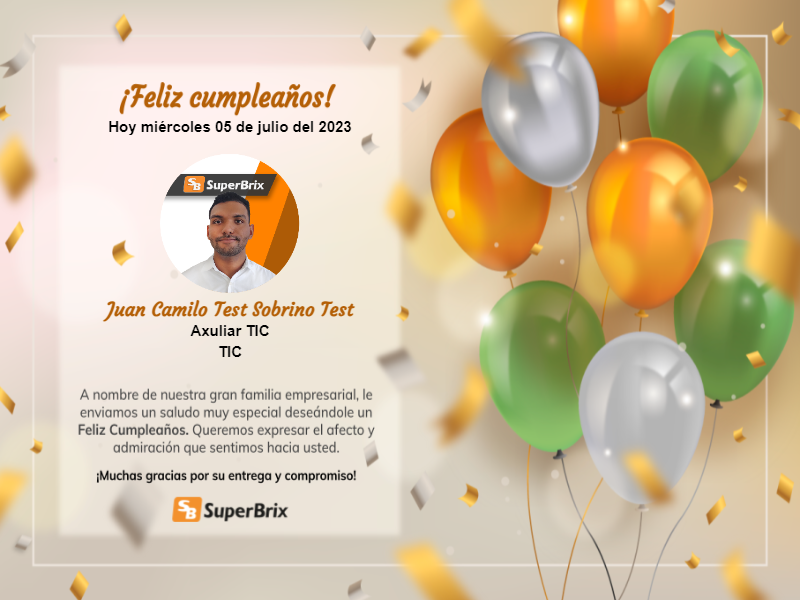 ¡Feliz cumpleaños!
Hoy miércoles 05 de julio del 2023
SB SuperBrix
Juan Camilo Test Sobrino Test
Axuliar TIC
TIC
A nombre de nuestra gran familia empresarial, le
enviamos un saludo muy especial deseándole un
Feliz Cumpleaños. Queremos expresar el afecto y
admiración que sentimos hacia usted.
¡Muchas gracias por su entrega y compromiso!
SB SuperBrix